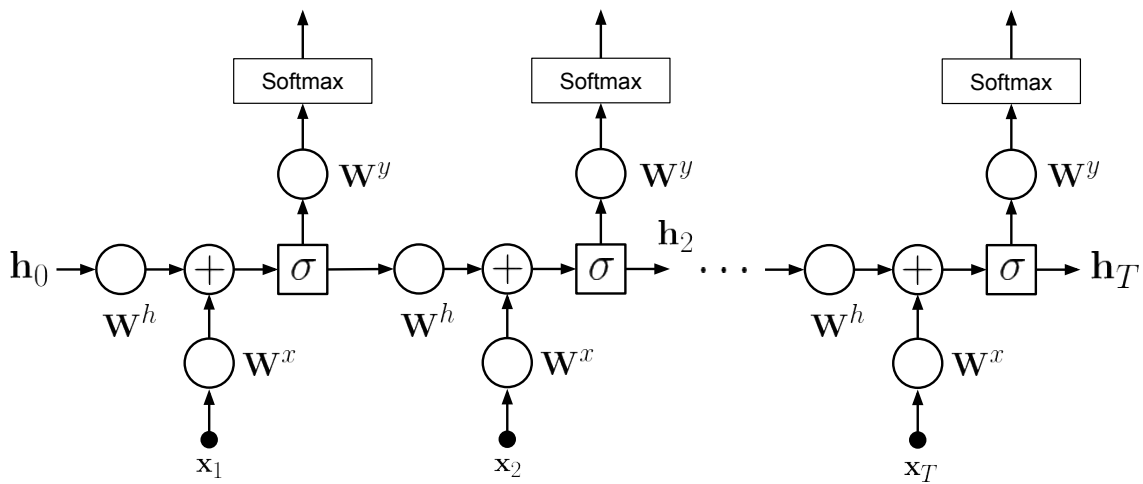 Softmax Softmax Softmax
𝐖^y 𝐖^y 𝐖^y
𝐡_0 + σ + σ 𝐡_2 · · · + σ 𝐡_T
𝐖^h 𝐖^h 𝐖^h
𝐖^x 𝐖^x 𝐖^x
𝐱_1 𝐱_2 𝐱_T